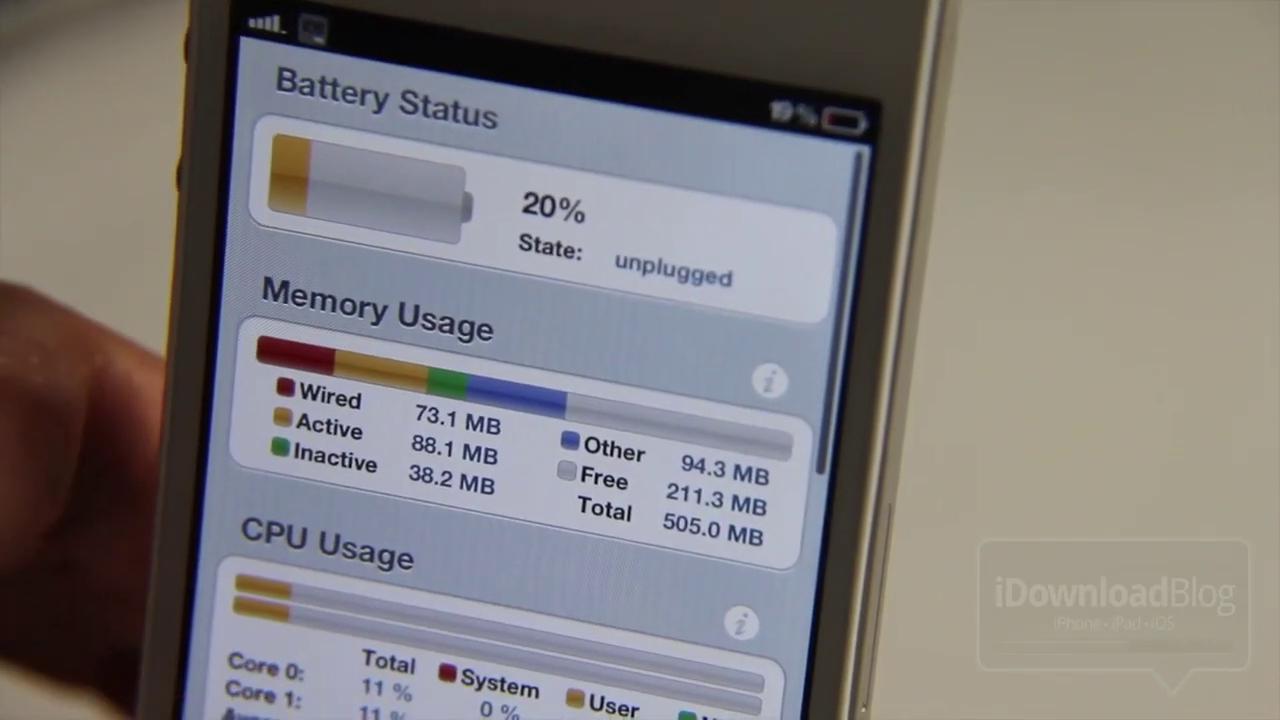 19%
Battery Status
20%
State: unplugged
Memory Usage
Wired 73.1 MB
Active 88.1 MB
Inactive 38.2 MB
Other 94.3 MB
Free 211.3 MB
Total 505.0 MB
CPU Usage
Total System User
Core 0: 11 % 0 %
Core 1: 11 %
iDownloadBlog
iPhone • iPad • iOS